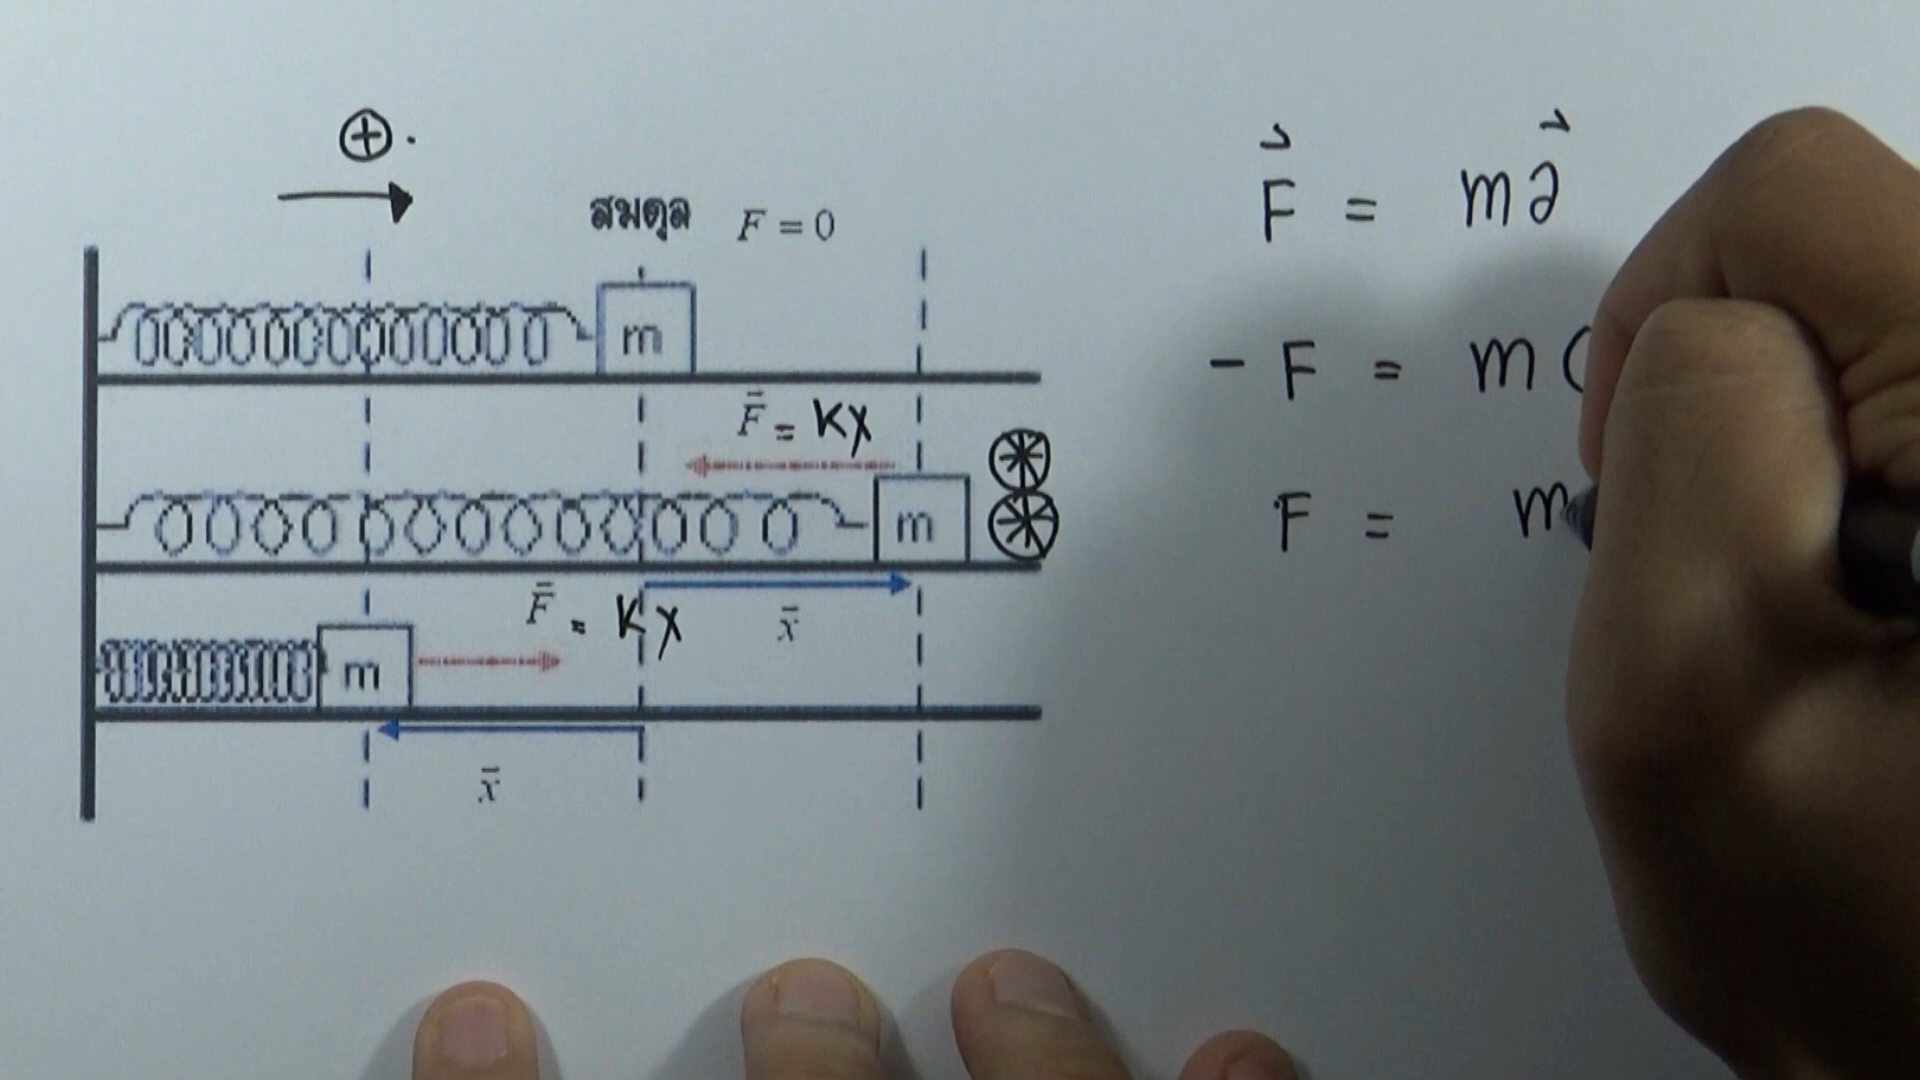 ⊕.
สมดุล F = 0
m
F̄ = Kx
m
F̄ = Kx
x̄
m
x̄
F⃗ = ma⃗
- F = m (
F = m